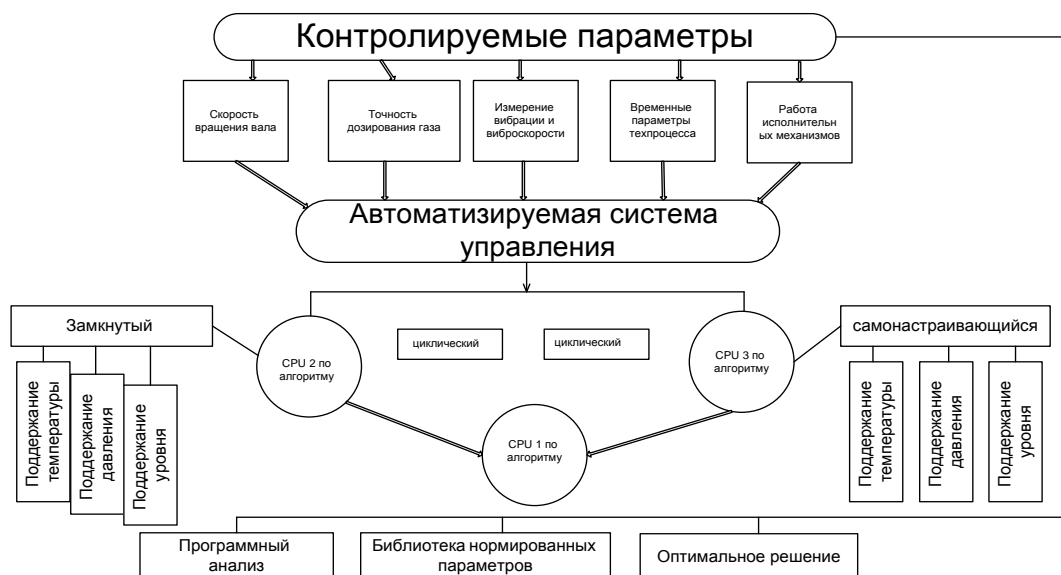 Контролируемые параметры
Скорость
вращения вала
Точность
дозирования газа
Измерение
вибрации и
виброскорости
Временные
параметры
техпроцесса
Работа
исполнительн
ых механизмов
Автоматизируемая система
управления
Замкнутый
циклический
циклический
самонастраивающийся
CPU 2 по
алгоритму
CPU 3 по
алгоритму
CPU 1 по
алгоритму
Поддержание
температуры
Поддержание
давления
Поддержание
уровня
Поддержание
температуры
Поддержание
давления
Поддержание
уровня
Программный
анализ
Библиотека нормированных
параметров
Оптимальное решение